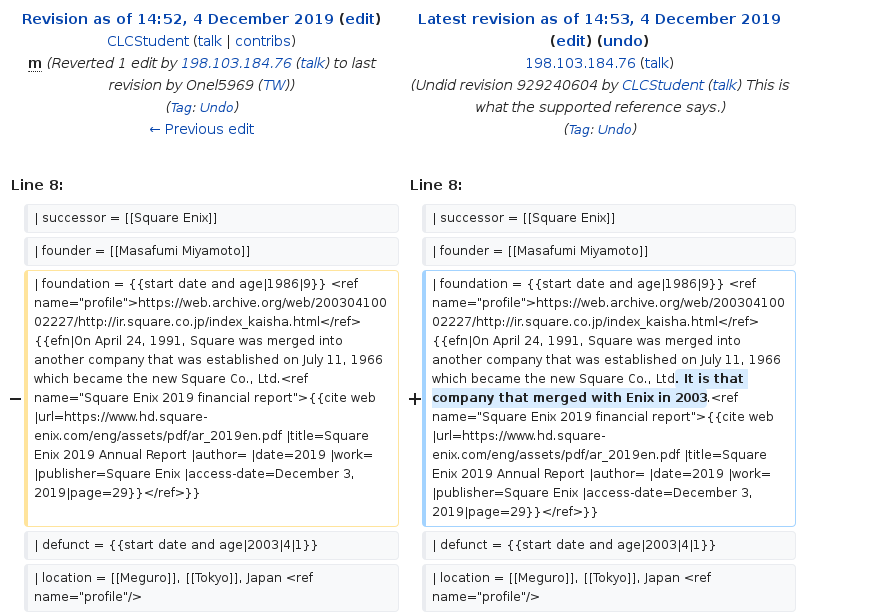 Revision as of 14:52, 4 December 2019 (edit)
CLCStudent (talk | contribs)
m (Reverted 1 edit by 198.103.184.76 (talk) to last
revision by Onel5969 (TW))
(Tag: Undo)
← Previous edit
Latest revision as of 14:53, 4 December 2019
(edit) (undo)
198.103.184.76 (talk)
(Undid revision 929240604 by CLCStudent (talk) This is
what the supported reference says.)
(Tag: Undo)
Line 8:
| successor = [[Square Enix]]
| founder = [[Masafumi Miyamoto]]
−
| foundation = {{start date and age|1986|9}} <ref
name="profile">https://web.archive.org/web/200304100
02227/http://ir.square.co.jp/index_kaisha.html</ref>
{{efn|On April 24, 1991, Square was merged into
another company that was established on July 11, 1966
which became the new Square Co., Ltd.<ref
name="Square Enix 2019 financial report">{{cite web
|url=https://www.hd.square-
enix.com/eng/assets/pdf/ar_2019en.pdf |title=Square
Enix 2019 Annual Report |author= |date=2019 |work=
|publisher=Square Enix |access-date=December 3,
2019|page=29}}</ref>}}
| defunct = {{start date and age|2003|4|1}}
| location = [[Meguro]], [[Tokyo]], Japan <ref
name="profile"/>
Line 8:
| successor = [[Square Enix]]
| founder = [[Masafumi Miyamoto]]
+
| foundation = {{start date and age|1986|9}} <ref
name="profile">https://web.archive.org/web/200304100
02227/http://ir.square.co.jp/index_kaisha.html</ref>
{{efn|On April 24, 1991, Square was merged into
another company that was established on July 11, 1966
which became the new Square Co., Ltd. It is that
company that merged with Enix in 2003.<ref
name="Square Enix 2019 financial report">{{cite web
|url=https://www.hd.square-
enix.com/eng/assets/pdf/ar_2019en.pdf |title=Square
Enix 2019 Annual Report |author= |date=2019 |work=
|publisher=Square Enix |access-date=December 3,
2019|page=29}}</ref>}}
| defunct = {{start date and age|2003|4|1}}
| location = [[Meguro]], [[Tokyo]], Japan <ref
name="profile"/>